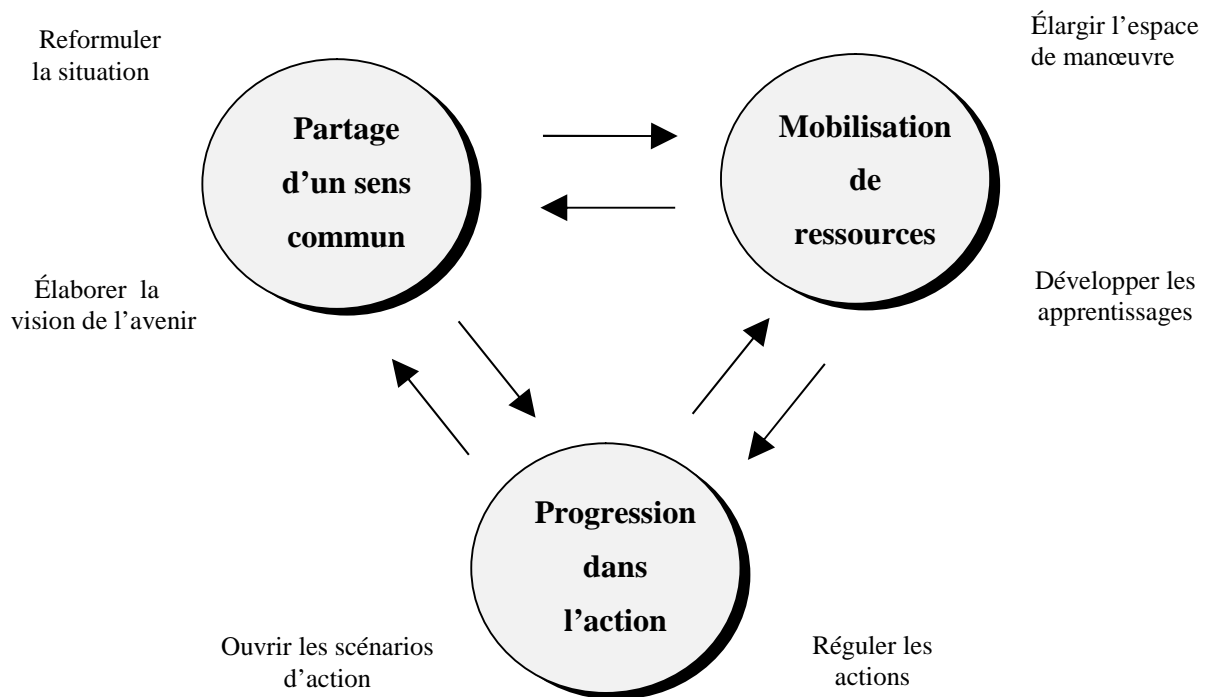 Reformuler
la situation
Partage
d’un sens
commun
Élaborer la
vision de l’avenir
Mobilisation
de
ressources
Élargir l’espace
de manœuvre
Développer les
apprentissages
Progression
dans
l’action
Ouvrir les scénarios
d’action
Réguler les
actions